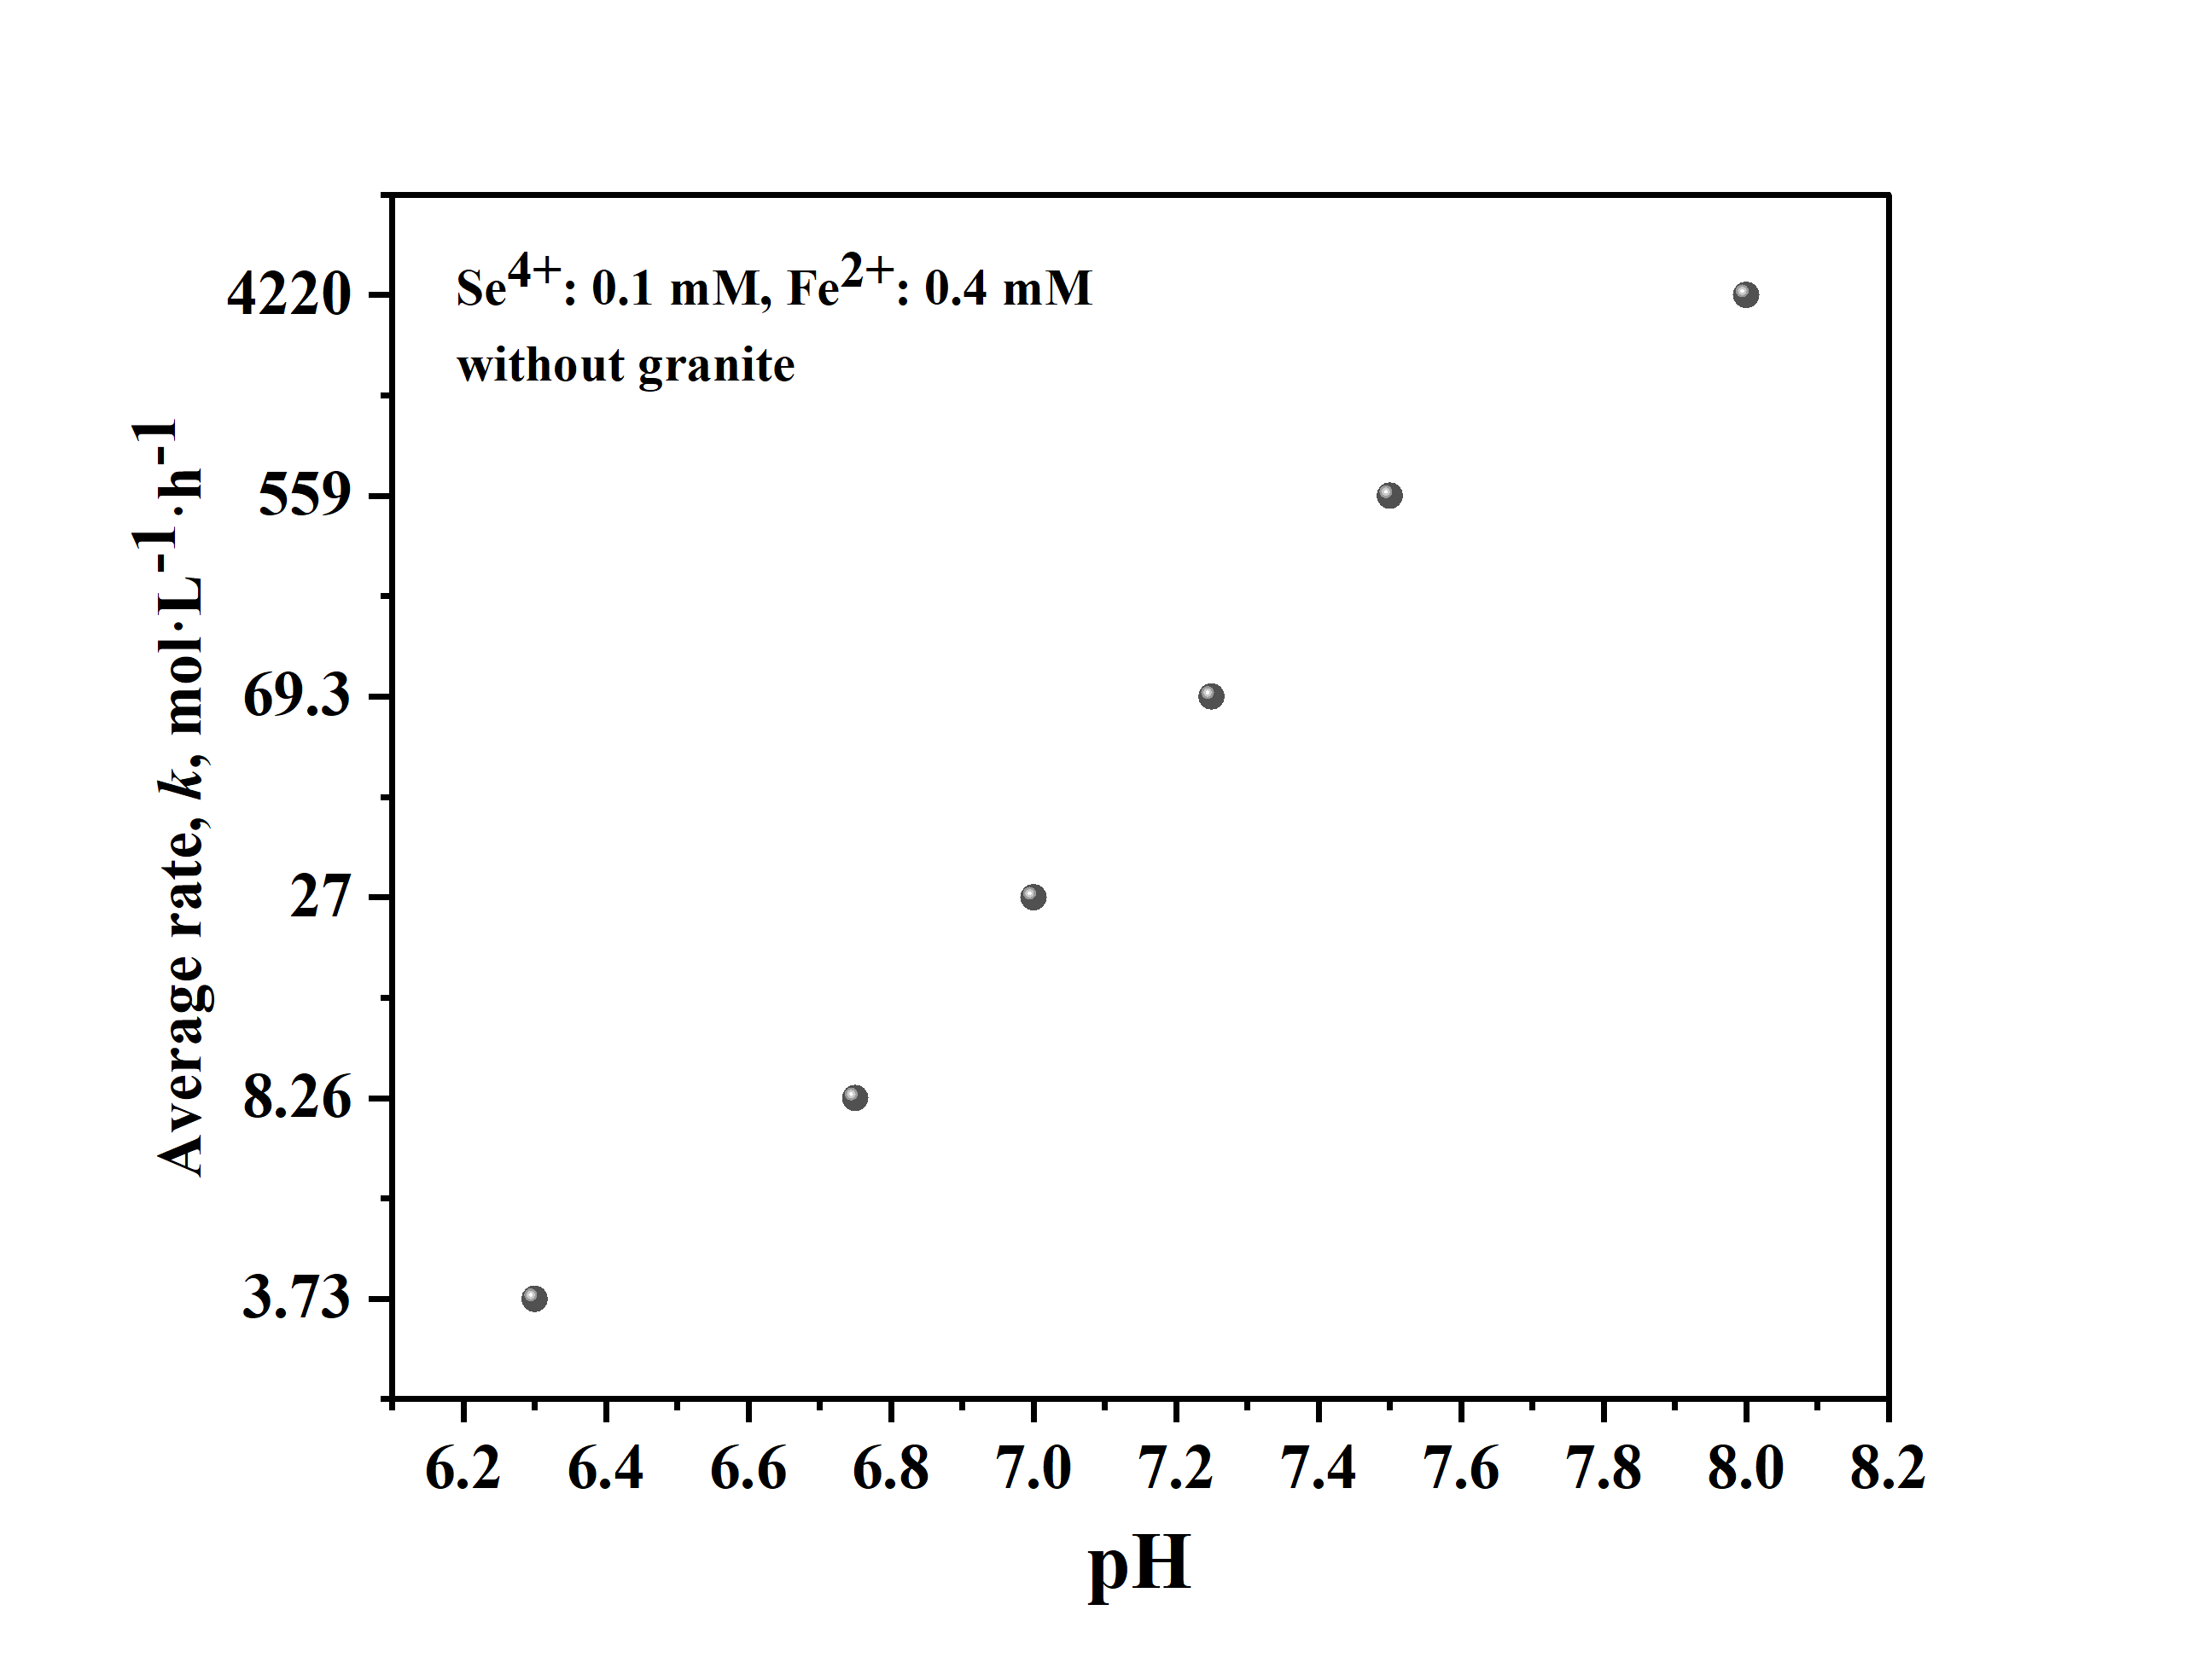 Se⁴⁺: 0.1 mM, Fe²⁺: 0.4 mM
without granite
Average rate, k, mol·L⁻¹·h⁻¹
4220
559
69.3
27
8.26
3.73
6.2 6.4 6.6 6.8 7.0 7.2 7.4 7.6 7.8 8.0 8.2
pH